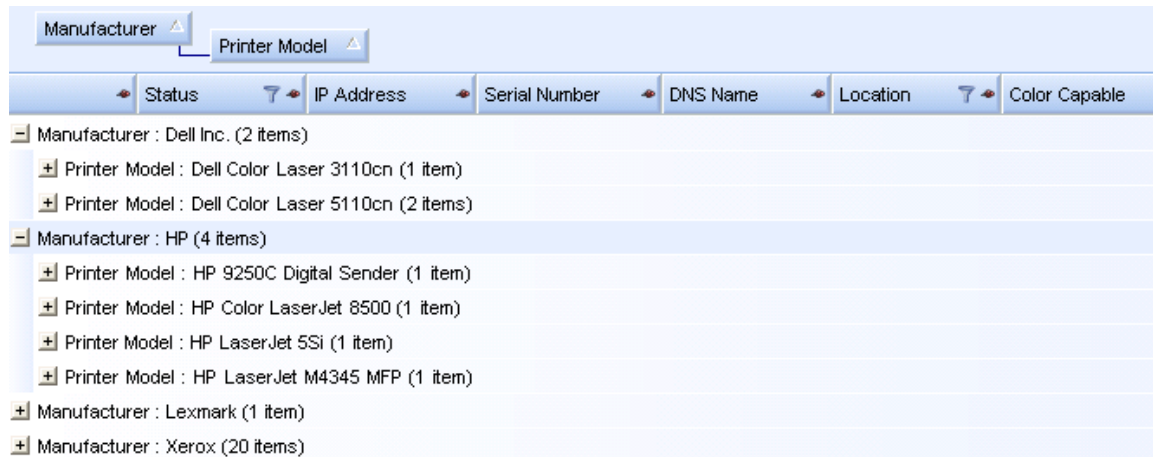 Manufacturer
Printer Model
Status IP Address Serial Number DNS Name Location Color Capable
Manufacturer : Dell Inc. (2 items)
Printer Model : Dell Color Laser 3110cn (1 item)
Printer Model : Dell Color Laser 5110cn (2 items)
Manufacturer : HP (4 items)
Printer Model : HP 9250C Digital Sender (1 item)
Printer Model : HP Color LaserJet 8500 (1 item)
Printer Model : HP LaserJet 5Si (1 item)
Printer Model : HP LaserJet M4345 MFP (1 item)
Manufacturer : Lexmark (1 item)
Manufacturer : Xerox (20 items)